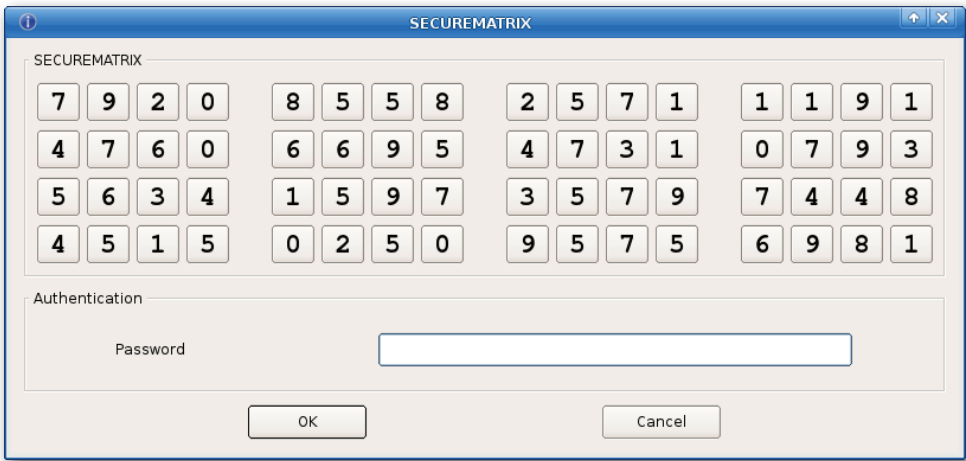 SECUREMATRIX
SECUREMATRIX
7 9 2 0 8 5 5 8 2 5 7 1 1 1 9 1
4 7 6 0 6 6 9 5 4 7 3 1 0 7 9 3
5 6 3 4 1 5 9 7 3 5 7 9 7 4 4 8
4 5 1 5 0 2 5 0 9 5 7 5 6 9 8 1
Authentication
Password
OK Cancel